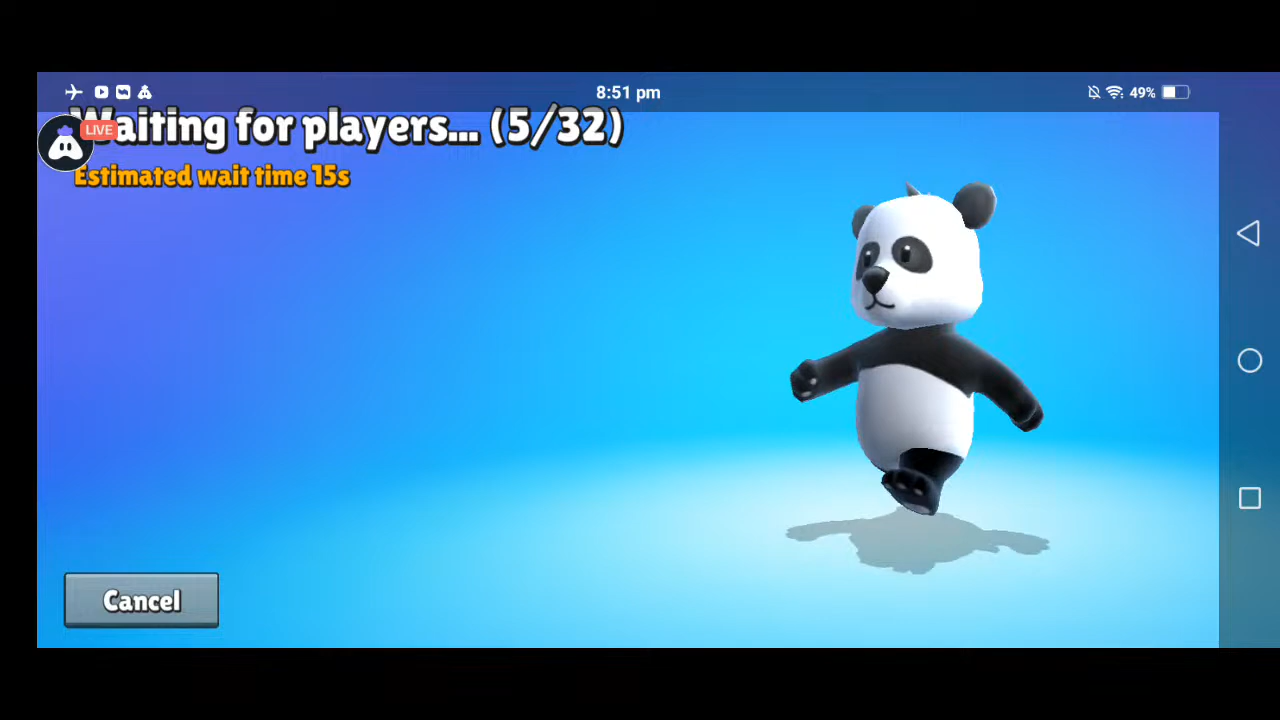 8:51 pm
49%
LIVE
Waiting for players... (5/32)
Estimated wait time 15s
Cancel